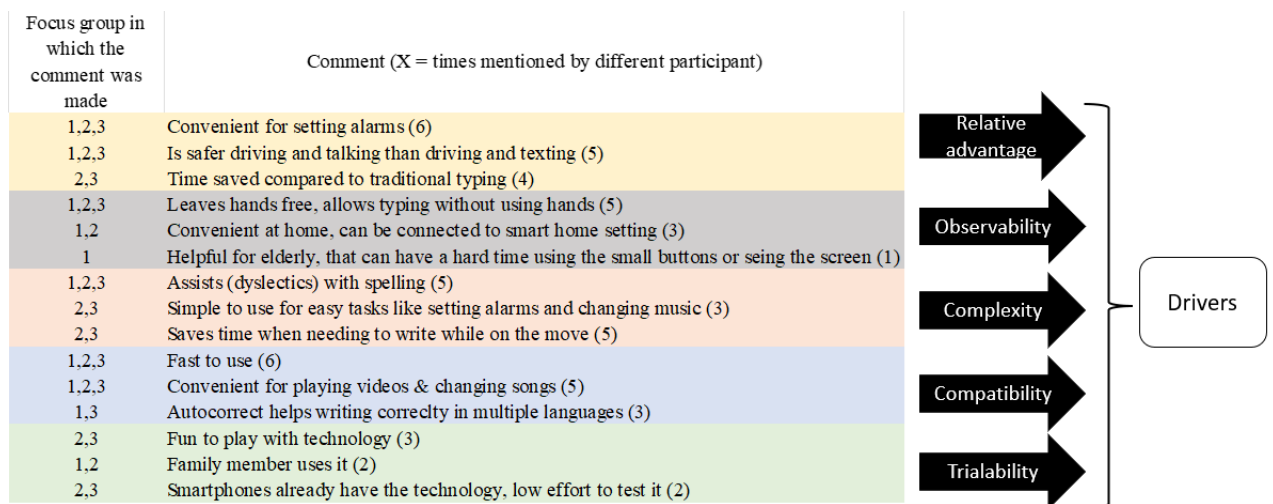 Focus group in
which the
comment was
made
Comment (X = times mentioned by different participant)
1,2,3 Convenient for setting alarms (6)
1,2,3 Is safer driving and talking than driving and texting (5)
2,3 Time saved compared to traditional typing (4)
Relative
advantage
1,2,3 Leaves hands free, allows typing without using hands (5)
1,2 Convenient at home, can be connected to smart home setting (3)
1 Helpful for elderly, that can have a hard time using the small buttons or seing the screen (1)
Observability
1,2,3 Assists (dyslectics) with spelling (5)
2,3 Simple to use for easy tasks like setting alarms and changing music (3)
2,3 Saves time when needing to write while on the move (5)
Complexity
1,2,3 Fast to use (6)
1,2,3 Convenient for playing videos & changing songs (5)
1,3 Autocorrect helps writing correclty in multiple languages (3)
Compatibility
2,3 Fun to play with technology (3)
1,2 Family member uses it (2)
2,3 Smartphones already have the technology, low effort to test it (2)
Trialability
Drivers